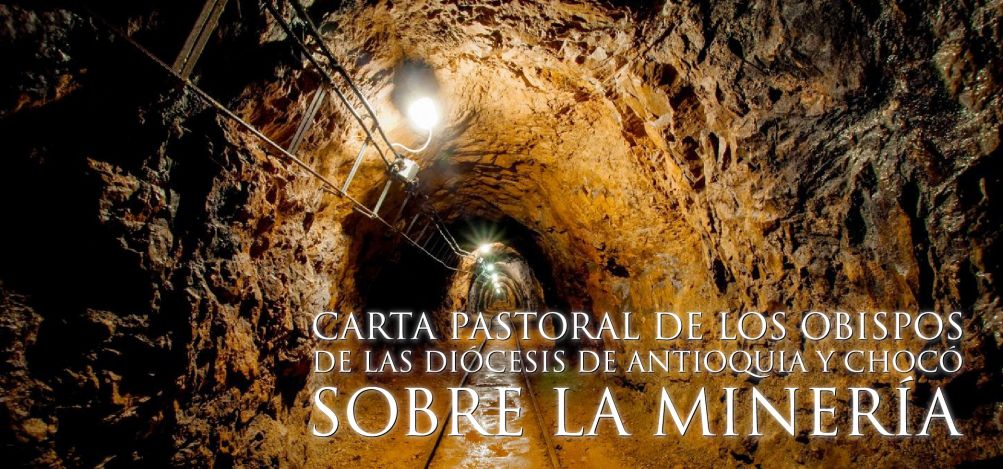 CARTA PASTORAL DE LOS OBISPOS
DE LAS DIÓCESIS DE ANTIOQUIA Y CHOCÓ
SOBRE LA MINERÍA